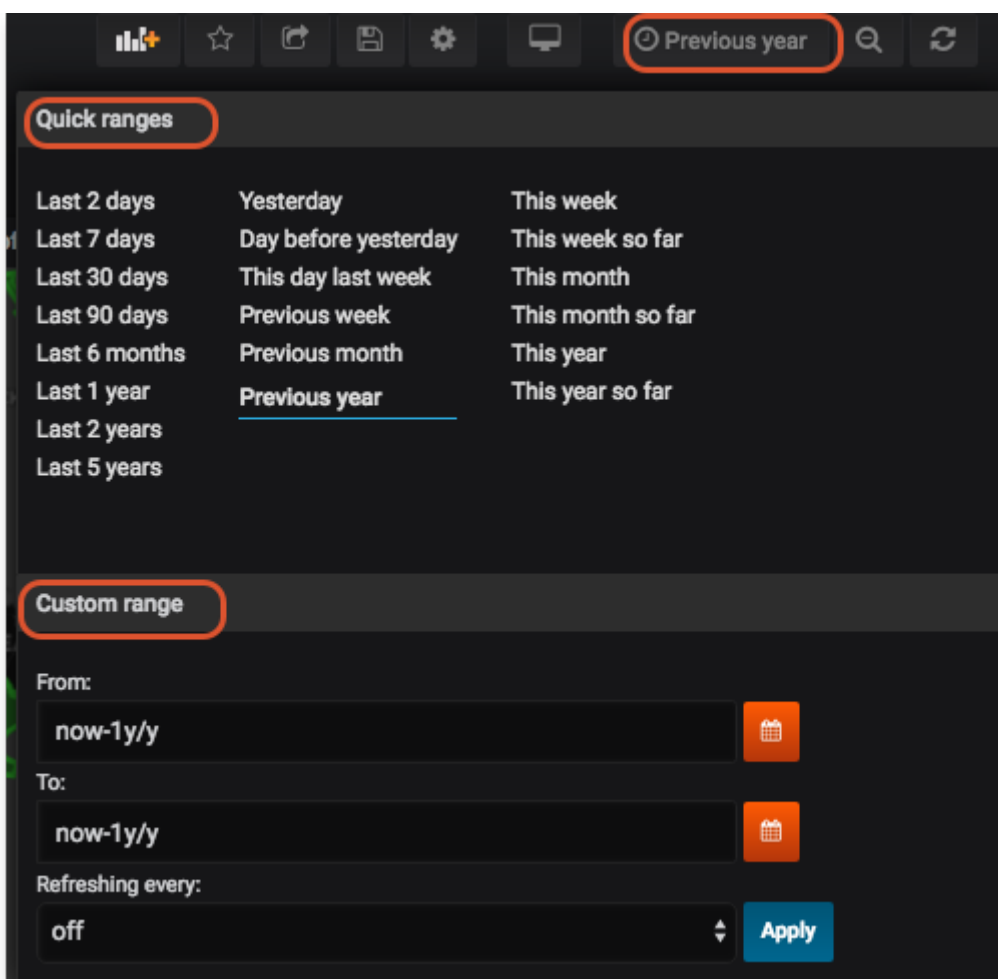 Previous year
Quick ranges
Last 2 days Yesterday This week
Last 7 days Day before yesterday This week so far
Last 30 days This day last week This month
Last 90 days Previous week This month so far
Last 6 months Previous month This year
Last 1 year Previous year This year so far
Last 2 years
Last 5 years
Custom range
From:
now-1y/y
To:
now-1y/y
Refreshing every:
off Apply